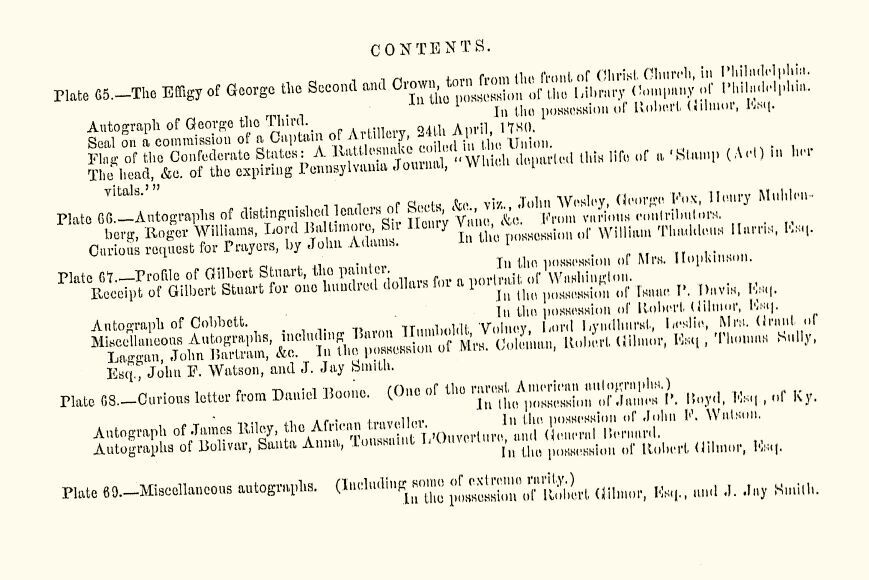 CONTENTS.
Plate 65.—The Effigy of George the Second and Crown, torn from the front of Christ Church, in Philadelphia.
In the possession of the Library Company of Philadelphia.
Autograph of George the Third. In the possession of Robert Gilmor, Esq.
Seal on a commission of a Captain of Artillery, 24th April, 1780.
Flag of the Confederate States: A Rattlesnake coiled in the Union.
The head, &c. of the expiring Pennsylvania Journal, "Which departed this life of a 'Stamp (Act) in her
vitals.'"
Plate 66.—Autographs of distinguished leaders of Sects, &c., viz., John Wesley, George Fox, Henry Muhlen-
berg, Roger Williams, Lord Baltimore, Sir Henry Vane, &c. From various contributors.
Curious request for Prayers, by John Adams. In the possession of William Thaddeus Harris, Esq.
Plate 67.—Profile of Gilbert Stuart, the painter. In the possession of Mrs. Hopkinson.
Receipt of Gilbert Stuart for one hundred dollars for a portrait of Washington.
In the possession of Isaac P. Davis, Esq.
Autograph of Cobbett. In the possession of Robert Gilmor, Esq.
Miscellaneous Autographs, including Baron Humboldt, Volney, Lord Lyndhurst, Leslie, Mrs. Grant of
Laggan, John Bartram, &c. In the possession of Mrs. Coleman, Robert Gilmor, Esq , Thomas Sully,
Esq., John F. Watson, and J. Jay Smith.
Plate 68.—Curious letter from Daniel Boone. (One of the rarest American autographs.)
In the possession of James P. Boyd, Esq , of Ky.
Autograph of James Riley, the African traveller. In the possession of John F. Watson.
Autographs of Bolivar, Santa Anna, Toussaint L'Ouverture, and General Bernard.
In the possession of Robert Gilmor, Esq.
Plate 69.—Miscellaneous autographs. (Including some of extreme rarity.)
In the possession of Robert Gilmor, Esq., and J. Jay Smith.